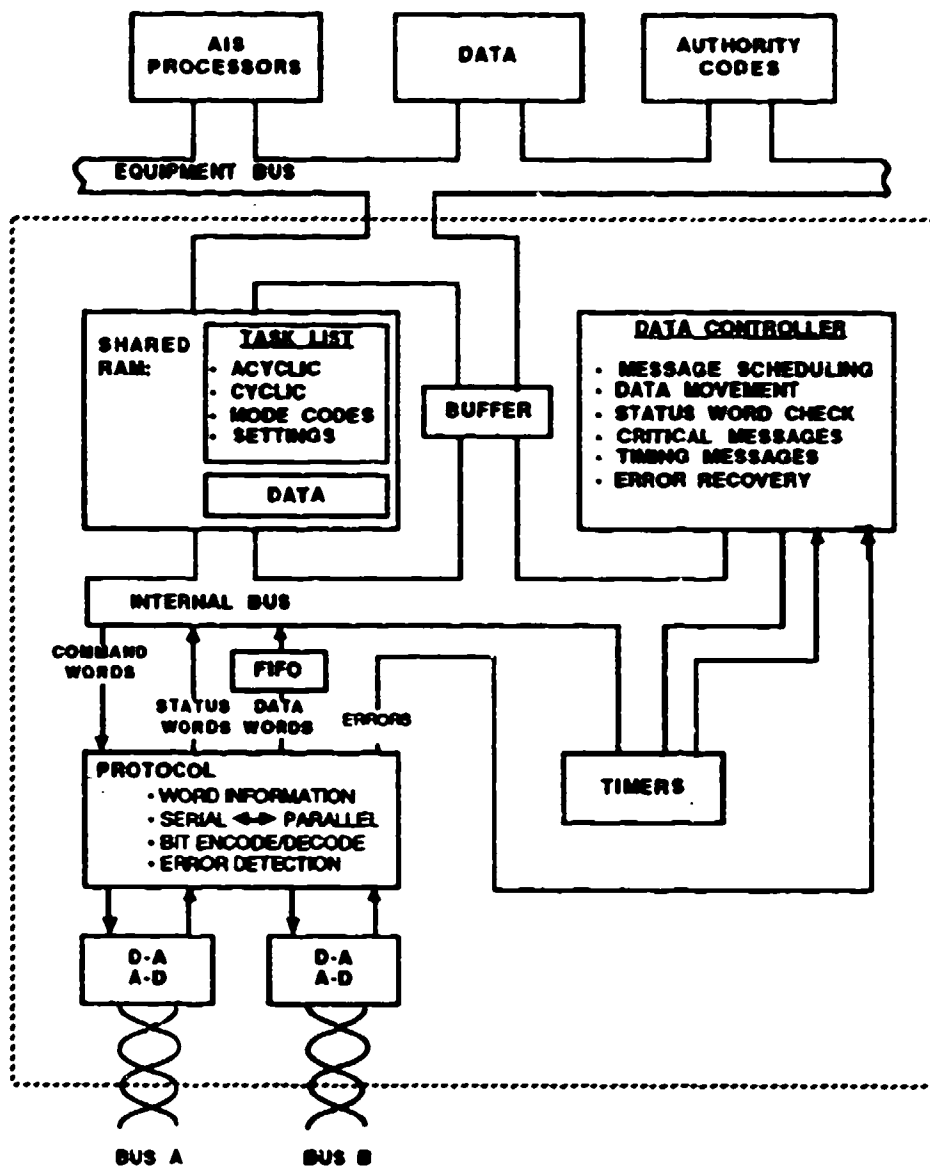 AIS
PROCESSORS
DATA
AUTHORITY
CODES
EQUIPMENT BUS
SHARED
RAM:
TASK LIST
• ACYCLIC
• CYCLIC
• MODE CODES
• SETTINGS
DATA
BUFFER
DATA CONTROLLER
• MESSAGE SCHEDULING
• DATA MOVEMENT
• STATUS WORD CHECK
• CRITICAL MESSAGES
• TIMING MESSAGES
• ERROR RECOVERY
INTERNAL BUS
COMMAND
WORDS
FIFO
STATUS
WORDS
DATA
WORDS
ERRORS
PROTOCOL
• WORD INFORMATION
• SERIAL ◄► PARALLEL
• BIT ENCODE/DECODE
• ERROR DETECTION
TIMERS
D-A
A-D
D-A
A-D
BUS A
BUS B